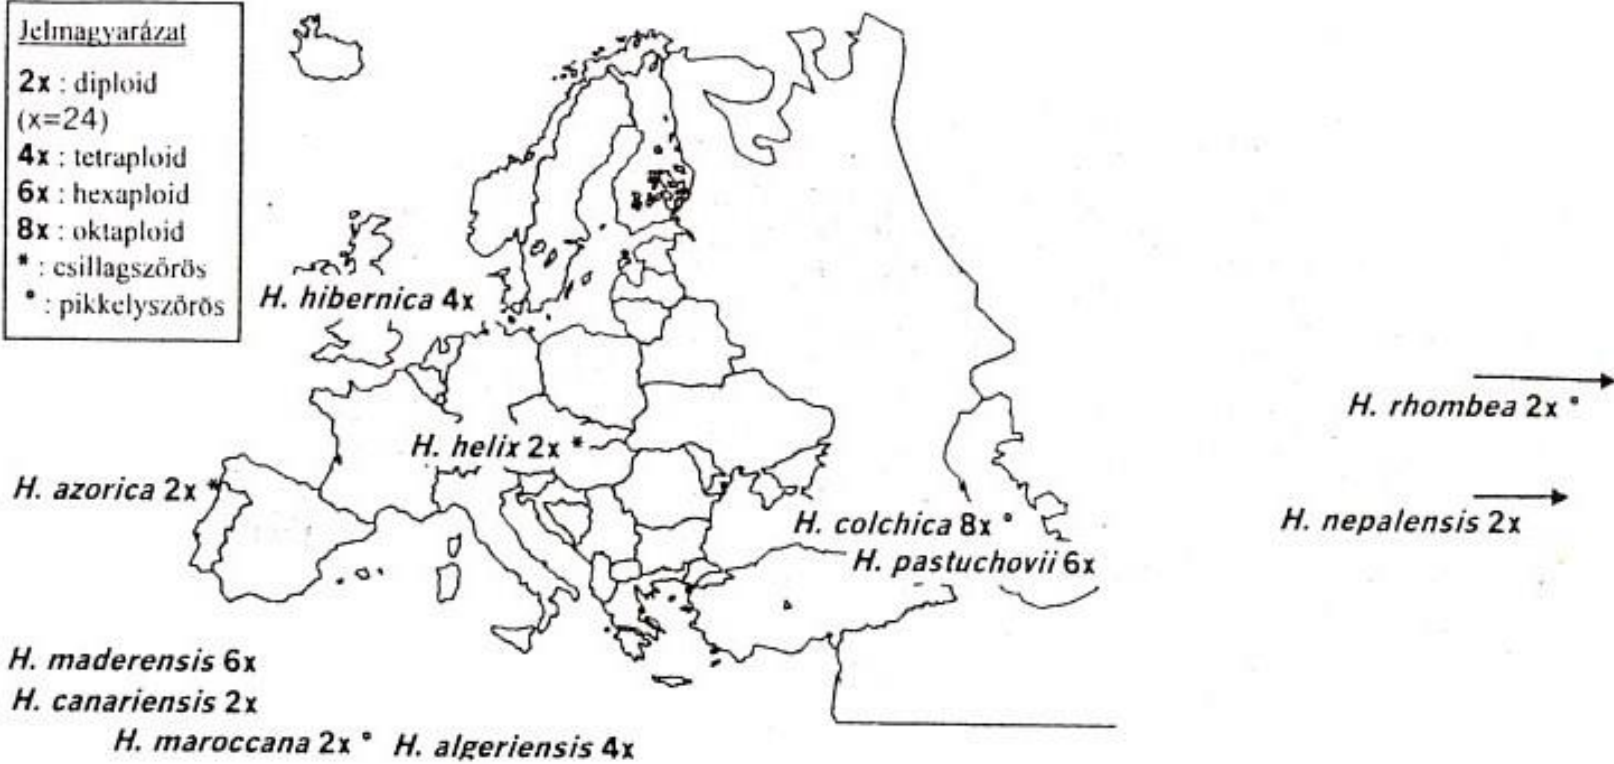 Jelmagyarázat
2x : diploid
(x=24)
4x : tetraploid
6x : hexaploid
8x : oktaploid
* : csillagszőrös
° : pikkelyszőrös
H. hibernica 4x
H. rhombea 2x °
H. helix 2x *
H. azorica 2x *
H. nepalensis 2x
H. colchica 8x °
H. pastuchovii 6x
H. maderensis 6x
H. canariensis 2x
H. maroccana 2x ° H. algeriensis 4x